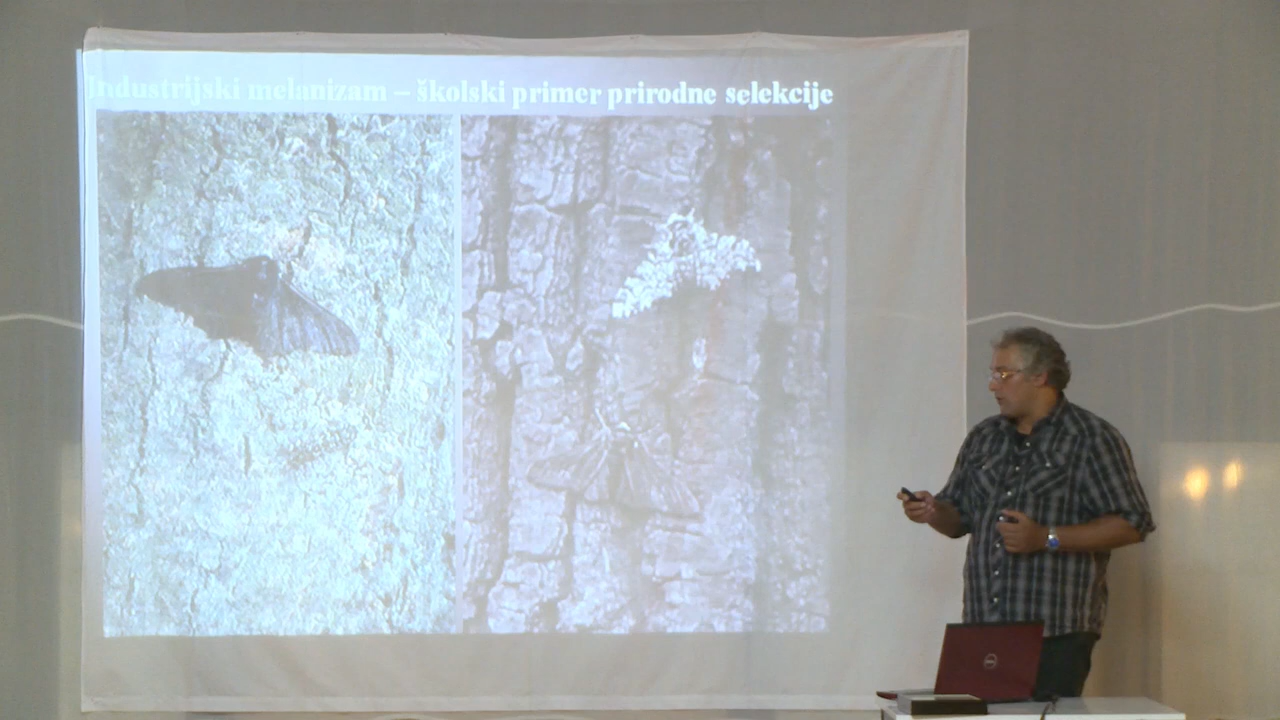 Industrijski melanizam – školski primer prirodne selekcije